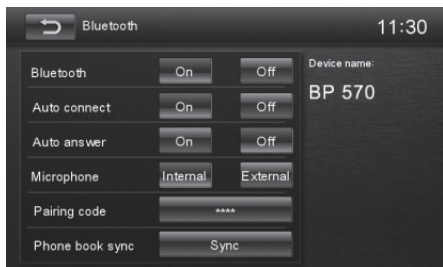 Bluetooth 11:30
Bluetooth On Off
Device name:
BP 570
Auto connect On Off
Auto answer On Off
Microphone Internal External
Pairing code ****
Phone book sync Sync